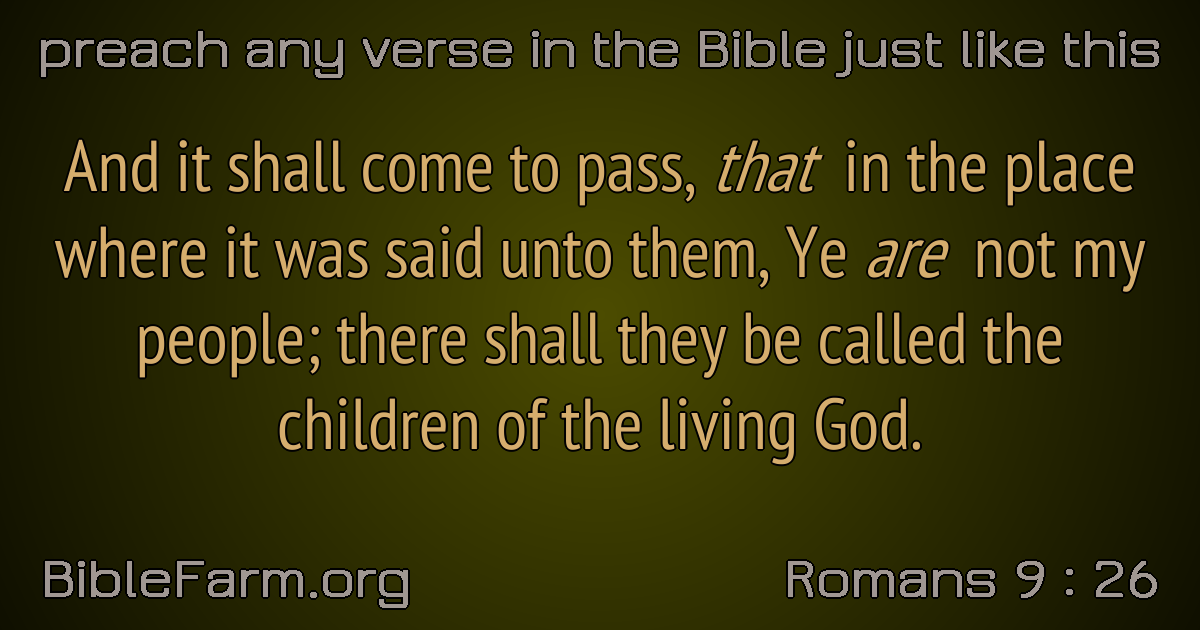 preach any verse in the Bible just like this
And it shall come to pass, that in the place
where it was said unto them, Ye are not my
people; there shall they be called the
children of the living God.
BibleFarm.org
Romans 9 : 26